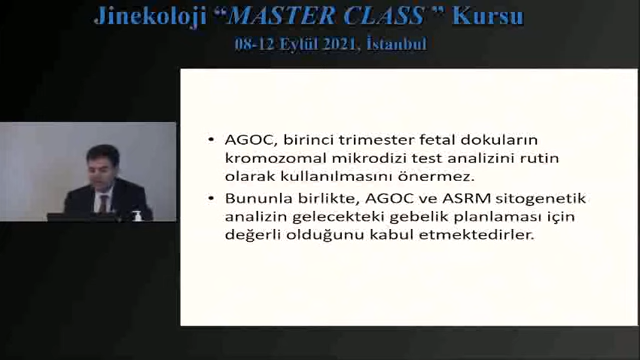 Jinekoloji “MASTER CLASS ” Kursu
08-12 Eylül 2021, İstanbul
• AGOC, birinci trimester fetal dokuların
kromozomal mikrodizi test analizini rutin
olarak kullanılmasını önermez.
• Bununla birlikte, AGOC ve ASRM sitogenetik
analizin gelecekteki gebelik planlaması için
değerli olduğunu kabul etmektedirler.